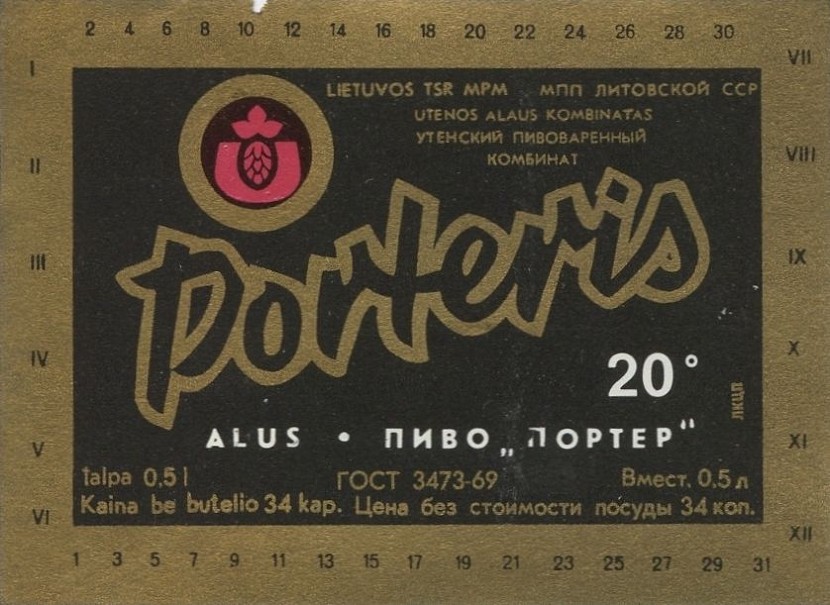 2 4 6 8 10 12 14 16 18 20 22 24 26 28 30
I VII
LIETUVOS TSR MPM МПП ЛИТОВСКОЙ ССР
UTENOS ALAUS KOMBINATAS
УТЕНСКИЙ ПИВОВАРЕННЫЙ
КОМБИНАТ
II VIII
Porteris
III IX
IV X
20°
ЛКЦП
ALUS • ПИВО „ПОРТЕР"
V XI
talpa 0,5 l ГОСТ 3473-69 Вмест. 0,5 л
Kaina be butelio 34 kap. Цена без стоимости посуды 34 коп.
VI XII
1 3 5 7 9 11 13 15 17 19 21 23 25 27 29 31